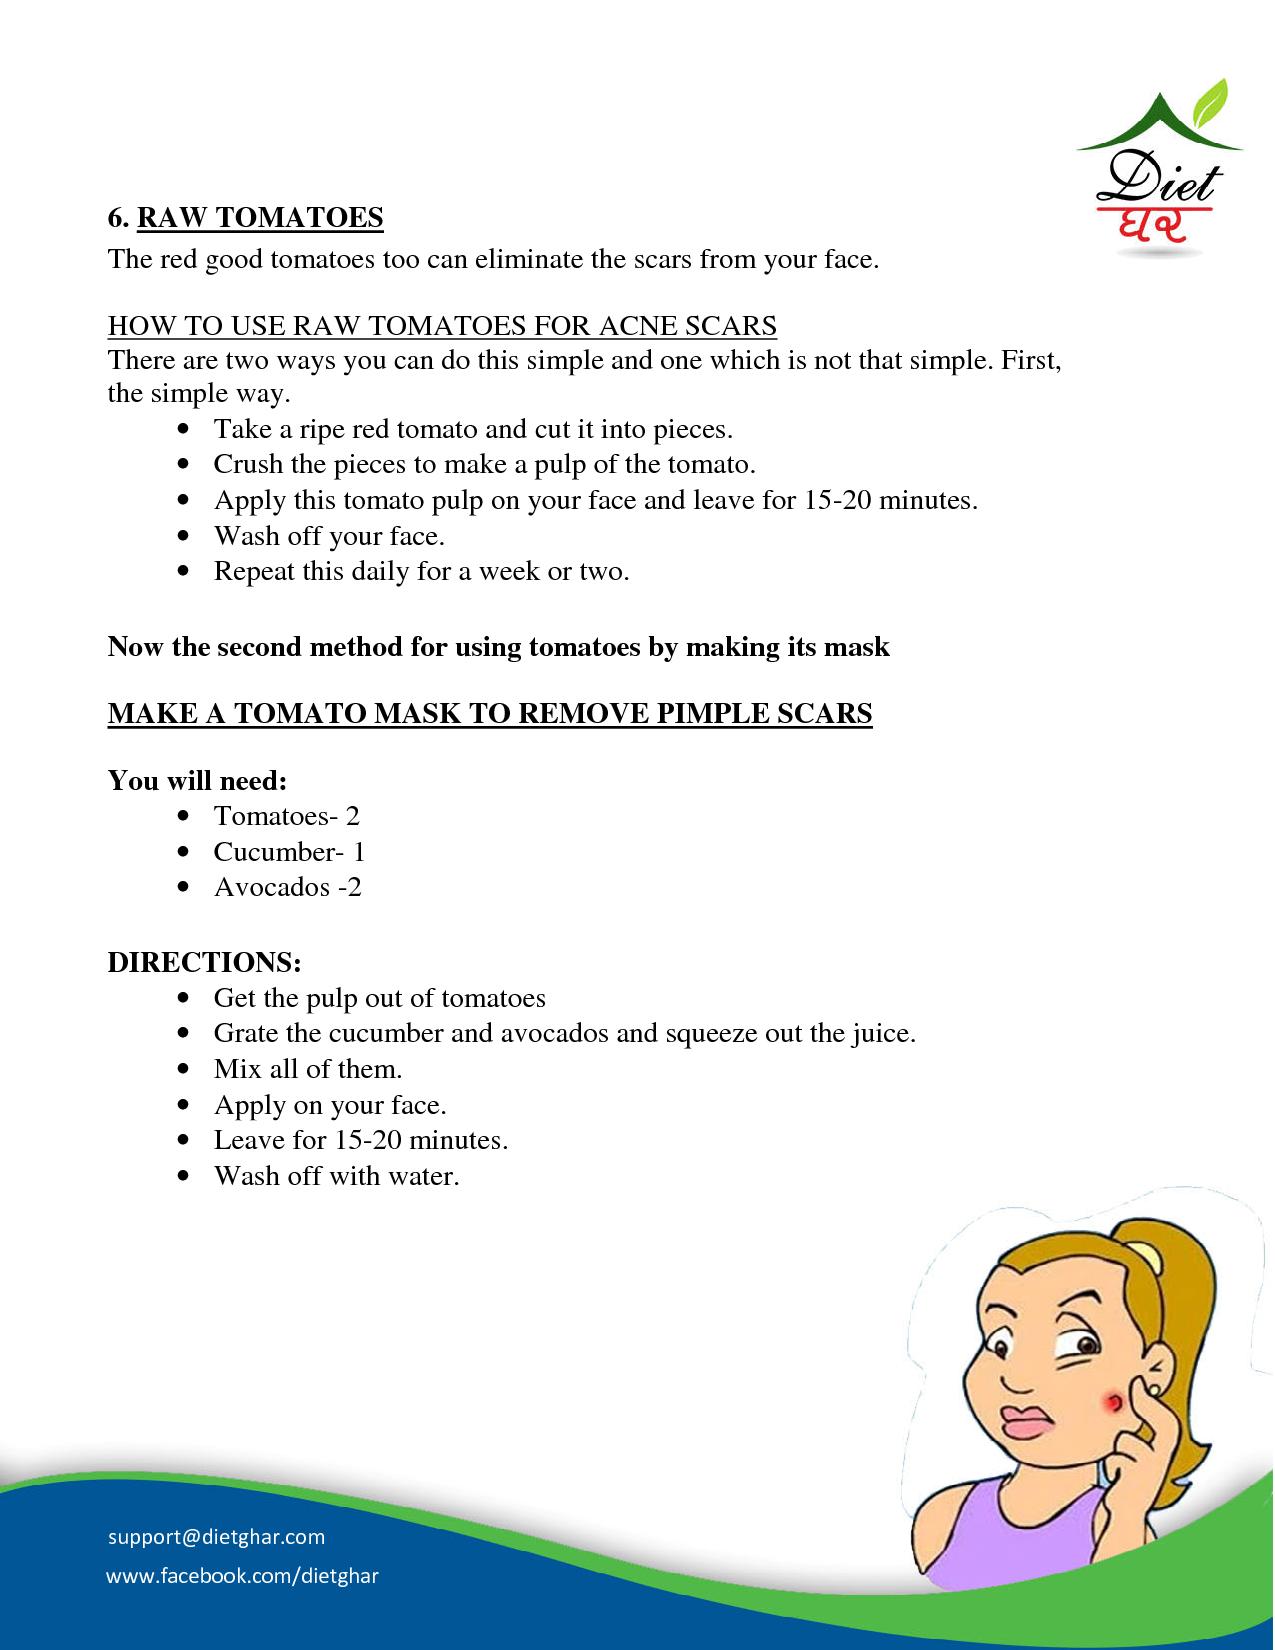 Diet
ઘર
6. RAW TOMATOES
The red good tomatoes too can eliminate the scars from your face.
HOW TO USE RAW TOMATOES FOR ACNE SCARS
There are two ways you can do this simple and one which is not that simple. First,
the simple way.
• Take a ripe red tomato and cut it into pieces.
• Crush the pieces to make a pulp of the tomato.
• Apply this tomato pulp on your face and leave for 15-20 minutes.
• Wash off your face.
• Repeat this daily for a week or two.
Now the second method for using tomatoes by making its mask
MAKE A TOMATO MASK TO REMOVE PIMPLE SCARS
You will need:
• Tomatoes- 2
• Cucumber- 1
• Avocados -2
DIRECTIONS:
• Get the pulp out of tomatoes
• Grate the cucumber and avocados and squeeze out the juice.
• Mix all of them.
• Apply on your face.
• Leave for 15-20 minutes.
• Wash off with water.
support@dietghar.com
www.facebook.com/dietghar